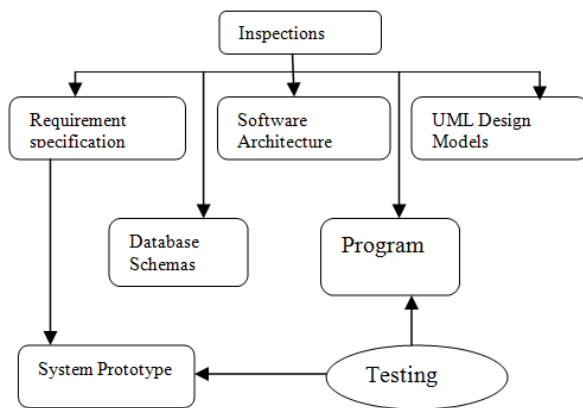 Inspections
Requirement
specification
Software
Architecture
UML Design
Models
Database
Schemas
Program
System Prototype
Testing